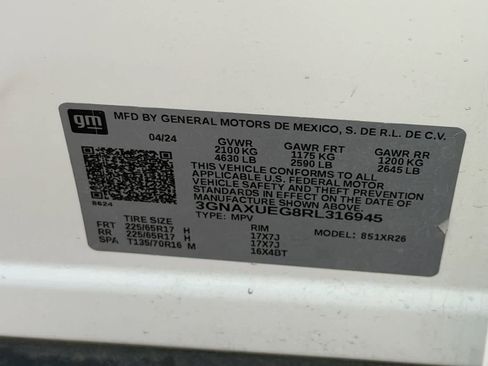 gm
MFD BY GENERAL MOTORS DE MEXICO, S. DE R.L. DE C.V.
04/24 GVWR GAWR FRT GAWR RR
2100 KG 1175 KG 1200 KG
4630 LB 2590 LB 2645 LB
THIS VEHICLE CONFORMS TO ALL
APPLICABLE U.S. FEDERAL MOTOR
VEHICLE SAFETY AND THEFT PREVENTION
STANDARDS IN EFFECT ON THE DATE OF
MANUFACTURE SHOWN ABOVE.
8624 3GNAXUEG8RL316945
TYPE: MPV MODEL: 851XR26
TIRE SIZE RIM
FRT 225/65R17 H 17X7J
RR 225/65R17 H 17X7J
SPA T135/70R16 M 16X4BT